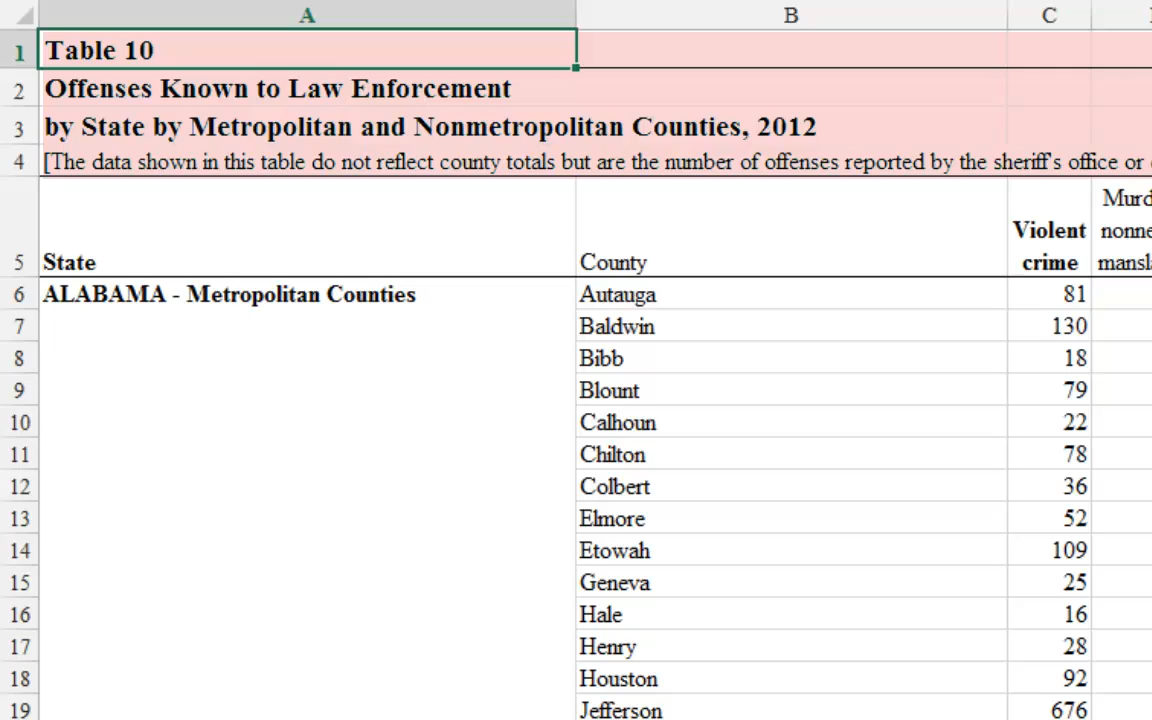 A B C
1 Table 10
2 Offenses Known to Law Enforcement
3 by State by Metropolitan and Nonmetropolitan Counties, 2012
4 [The data shown in this table do not reflect county totals but are the number of offenses reported by the sheriff's office or
Violent
crime
5 State County
6 ALABAMA - Metropolitan Counties Autauga 81
7 Baldwin 130
8 Bibb 18
9 Blount 79
10 Calhoun 22
11 Chilton 78
12 Colbert 36
13 Elmore 52
14 Etowah 109
15 Geneva 25
16 Hale 16
17 Henry 28
18 Houston 92
19 Jefferson 676